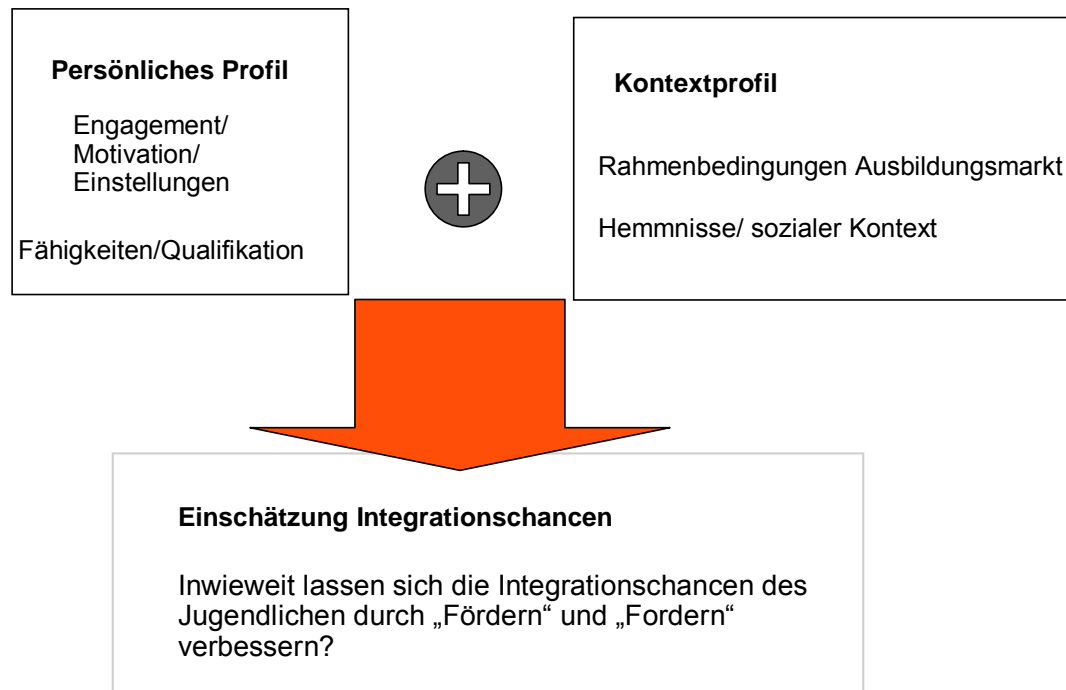 Persönliches Profil
Engagement/
Motivation/
Einstellungen
Fähigkeiten/Qualifikation
Kontextprofil
Rahmenbedingungen Ausbildungsmarkt
Hemmnisse/ sozialer Kontext
Einschätzung Integrationschancen
Inwieweit lassen sich die Integrationschancen des
Jugendlichen durch „Fördern“ und „Fordern“
verbessern?